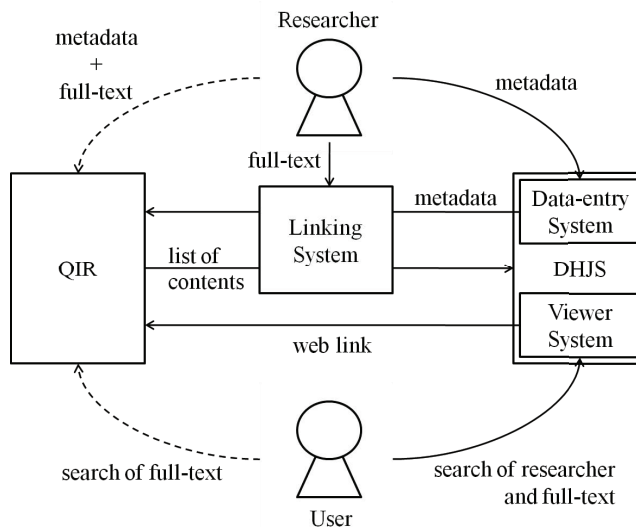 Researcher
metadata
+
full-text
metadata
full-text
metadata
Data-entry
System
Linking
System
QIR
list of
contents
DHJS
Viewer
System
web link
search of full-text
search of researcher
and full-text
User